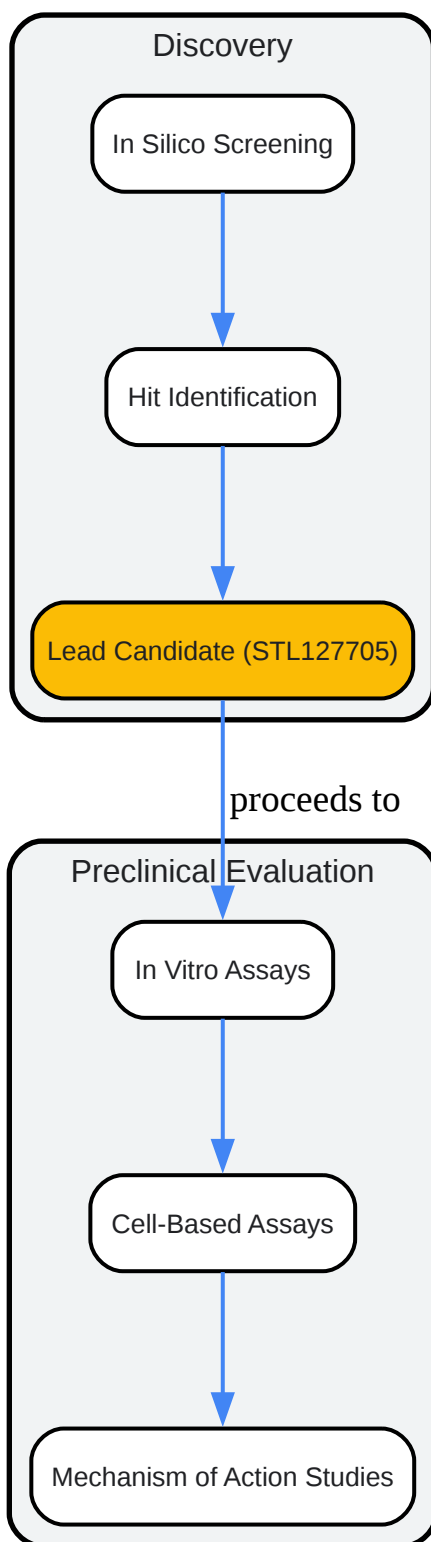 Discovery
In Silico Screening
Hit Identification
Lead Candidate (STL127705)
proceeds to
Preclinical Evaluation
In Vitro Assays
Cell-Based Assays
Mechanism of Action Studies